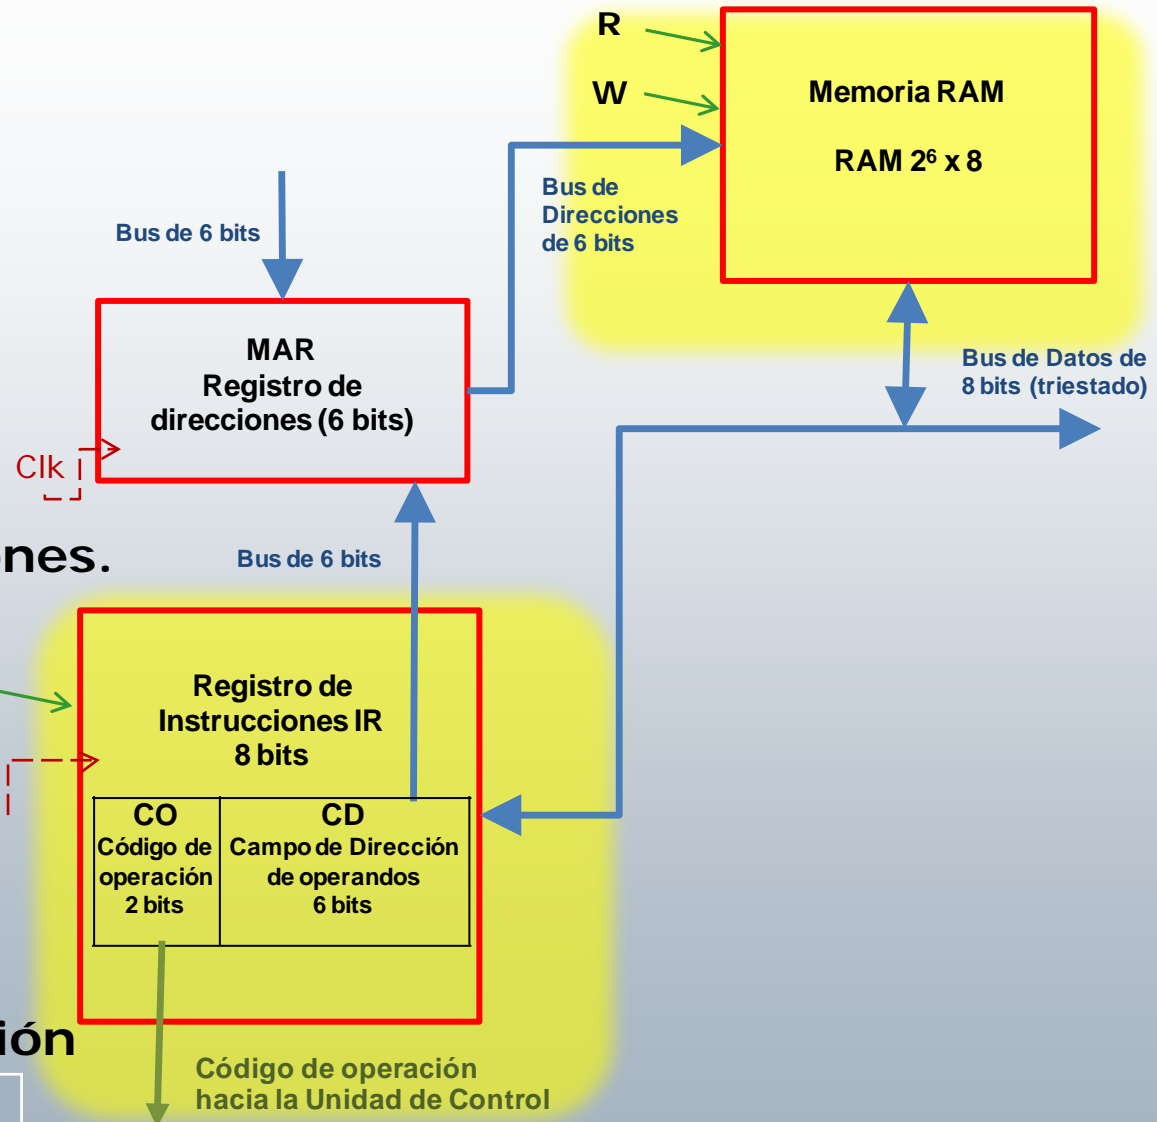 R
W
Memoria RAM
RAM 2⁶ x 8
Bus de
Direcciones
de 6 bits
Bus de 6 bits
MAR
Registro de
direcciones (6 bits)
Clk
Bus de Datos de
8 bits (triestado)
nes.
Bus de 6 bits
Registro de
Instrucciones IR
8 bits
CO
Código de
operación
2 bits
CD
Campo de Dirección
de operandos
6 bits
ión
Código de operación
hacia la Unidad de Control